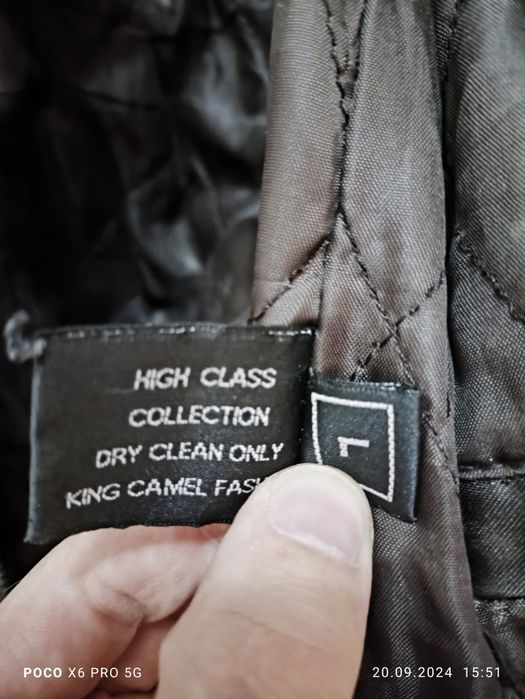 HIGH CLASS
COLLECTION
DRY CLEAN ONLY
KING CAMEL
L
POCO X6 PRO 5G
20.09.2024 15:51